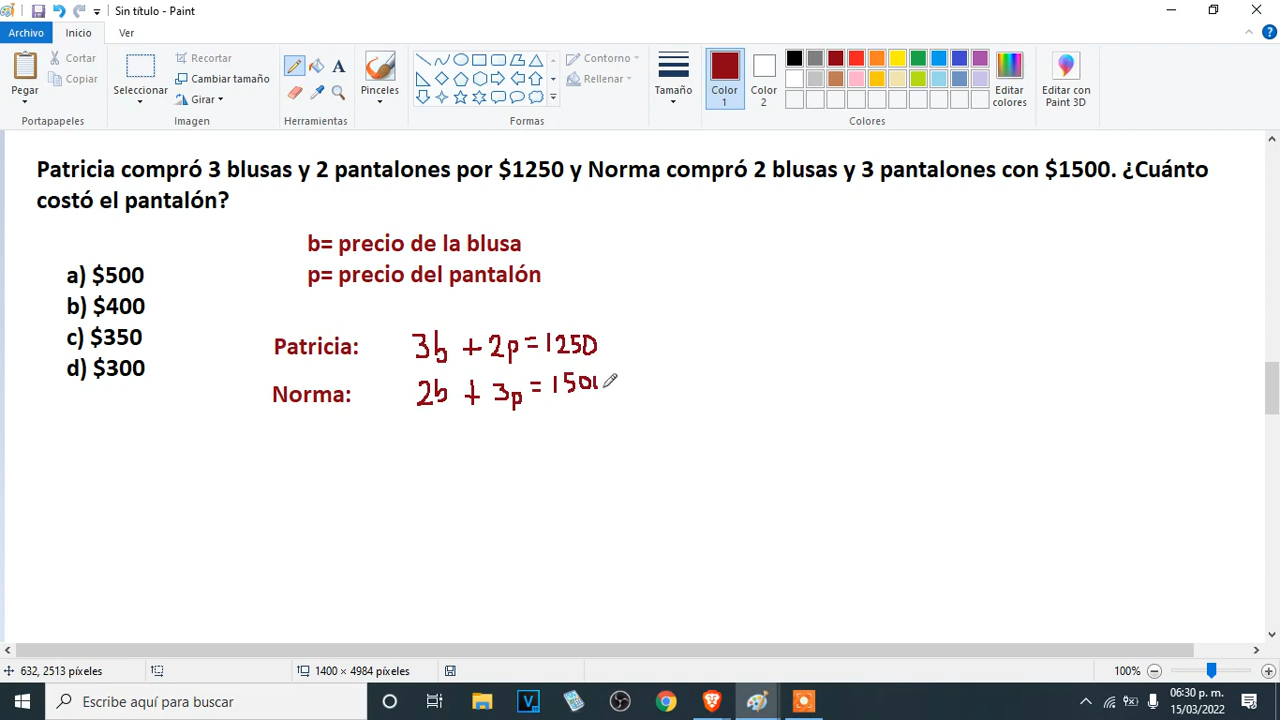 Sin título - Paint
Archivo Inicio Ver
Pegar
Cortar
Copiar
Portapapeles
Seleccionar
Recortar
Cambiar tamaño
Girar
Imagen
A
Herramientas
Pinceles
Contorno
Rellenar
Formas
Tamaño
Color 1
Color 2
Editar colores
Editar con Paint 3D
Colores
Patricia compró 3 blusas y 2 pantalones por $1250 y Norma compró 2 blusas y 3 pantalones con $1500. ¿Cuánto
costó el pantalón?
b= precio de la blusa
p= precio del pantalón
a) $500
b) $400
c) $350
d) $300
Patricia: 3b + 2p = 1250
Norma: 2b + 3p = 150
632, 2513 píxeles
1400 × 4984 píxeles
100%
Escribe aquí para buscar
06:30 p. m.
15/03/2022